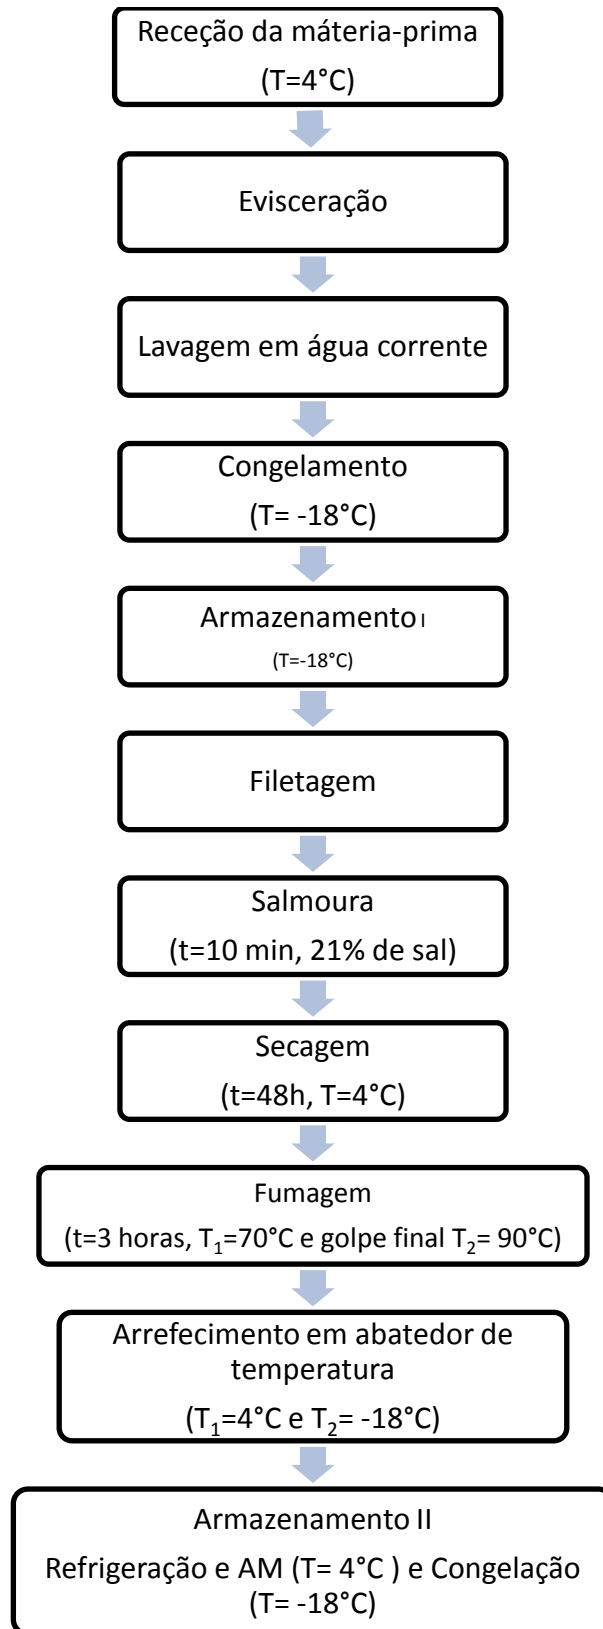 Receção da máteria-prima
(T=4°C)
Evisceração
Lavagem em água corrente
Congelamento
(T= -18°C)
Armazenamento I
(T=-18°C)
Filetagem
Salmoura
(t=10 min, 21% de sal)
Secagem
(t=48h, T=4°C)
Fumagem
(t=3 horas, T₁=70°C e golpe final T₂= 90°C)
Arrefecimento em abatedor de
temperatura
(T₁=4°C e T₂= -18°C)
Armazenamento II
Refrigeração e AM (T= 4°C ) e Congelação
(T= -18°C)